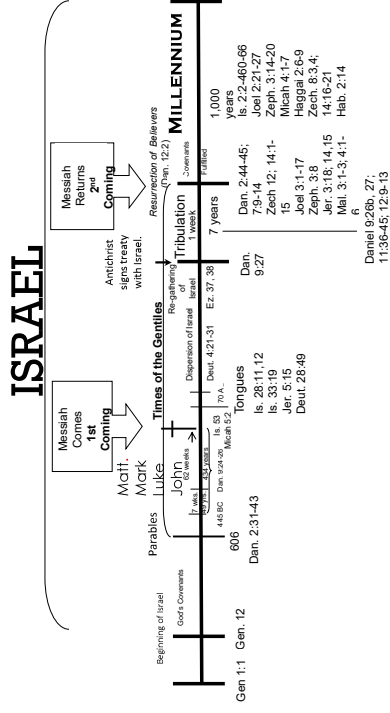 ISRAEL
Messiah
Comes
1st
Coming
Messiah
Returns
2nd
Coming
Antichrist
signs treaty
with Israel.
Resurrection of Believers
(Dan. 12:2)
MILLENNIUM
Matt.
Mark
Luke
John
Parables
Times of the Gentiles
Re-gathering
of
Israel
Tribulation
1 week
Covenants
Fulfilled
Beginning of Israel
God's Covenants
7 wks.
49 yrs.
62 weeks
434 years
Dispersion of Israel
Gen 1:1
Gen. 12
606
Dan. 2:31-43
445 BC
Dan. 9:24-26
Is. 53
Micah 5:2
70 A..
Deut. 4:21-31
Ez. 37, 38
Tongues
Is. 28:11,12
Is. 33:19
Jer. 5:15
Deut. 28:49
Dan.
9:27
7 years
Dan. 2:44-45;
7:9-14
Zech 12; 14:1-
15
Joel 3:1-17
Zeph. 3:8
Jer. 3:18; 14,15
Mal. 3:1-3; 4:1-
6
Daniel 9:26b, 27;
11:36-45; 12:9-13
1,000
years
Is. 2:2-460-66
Joel 2:21-27
Zeph. 3:14-20
Micah 4:1-7
Haggai 2:6-9
Zech. 8:3,4;
14:16-21
Hab. 2:14